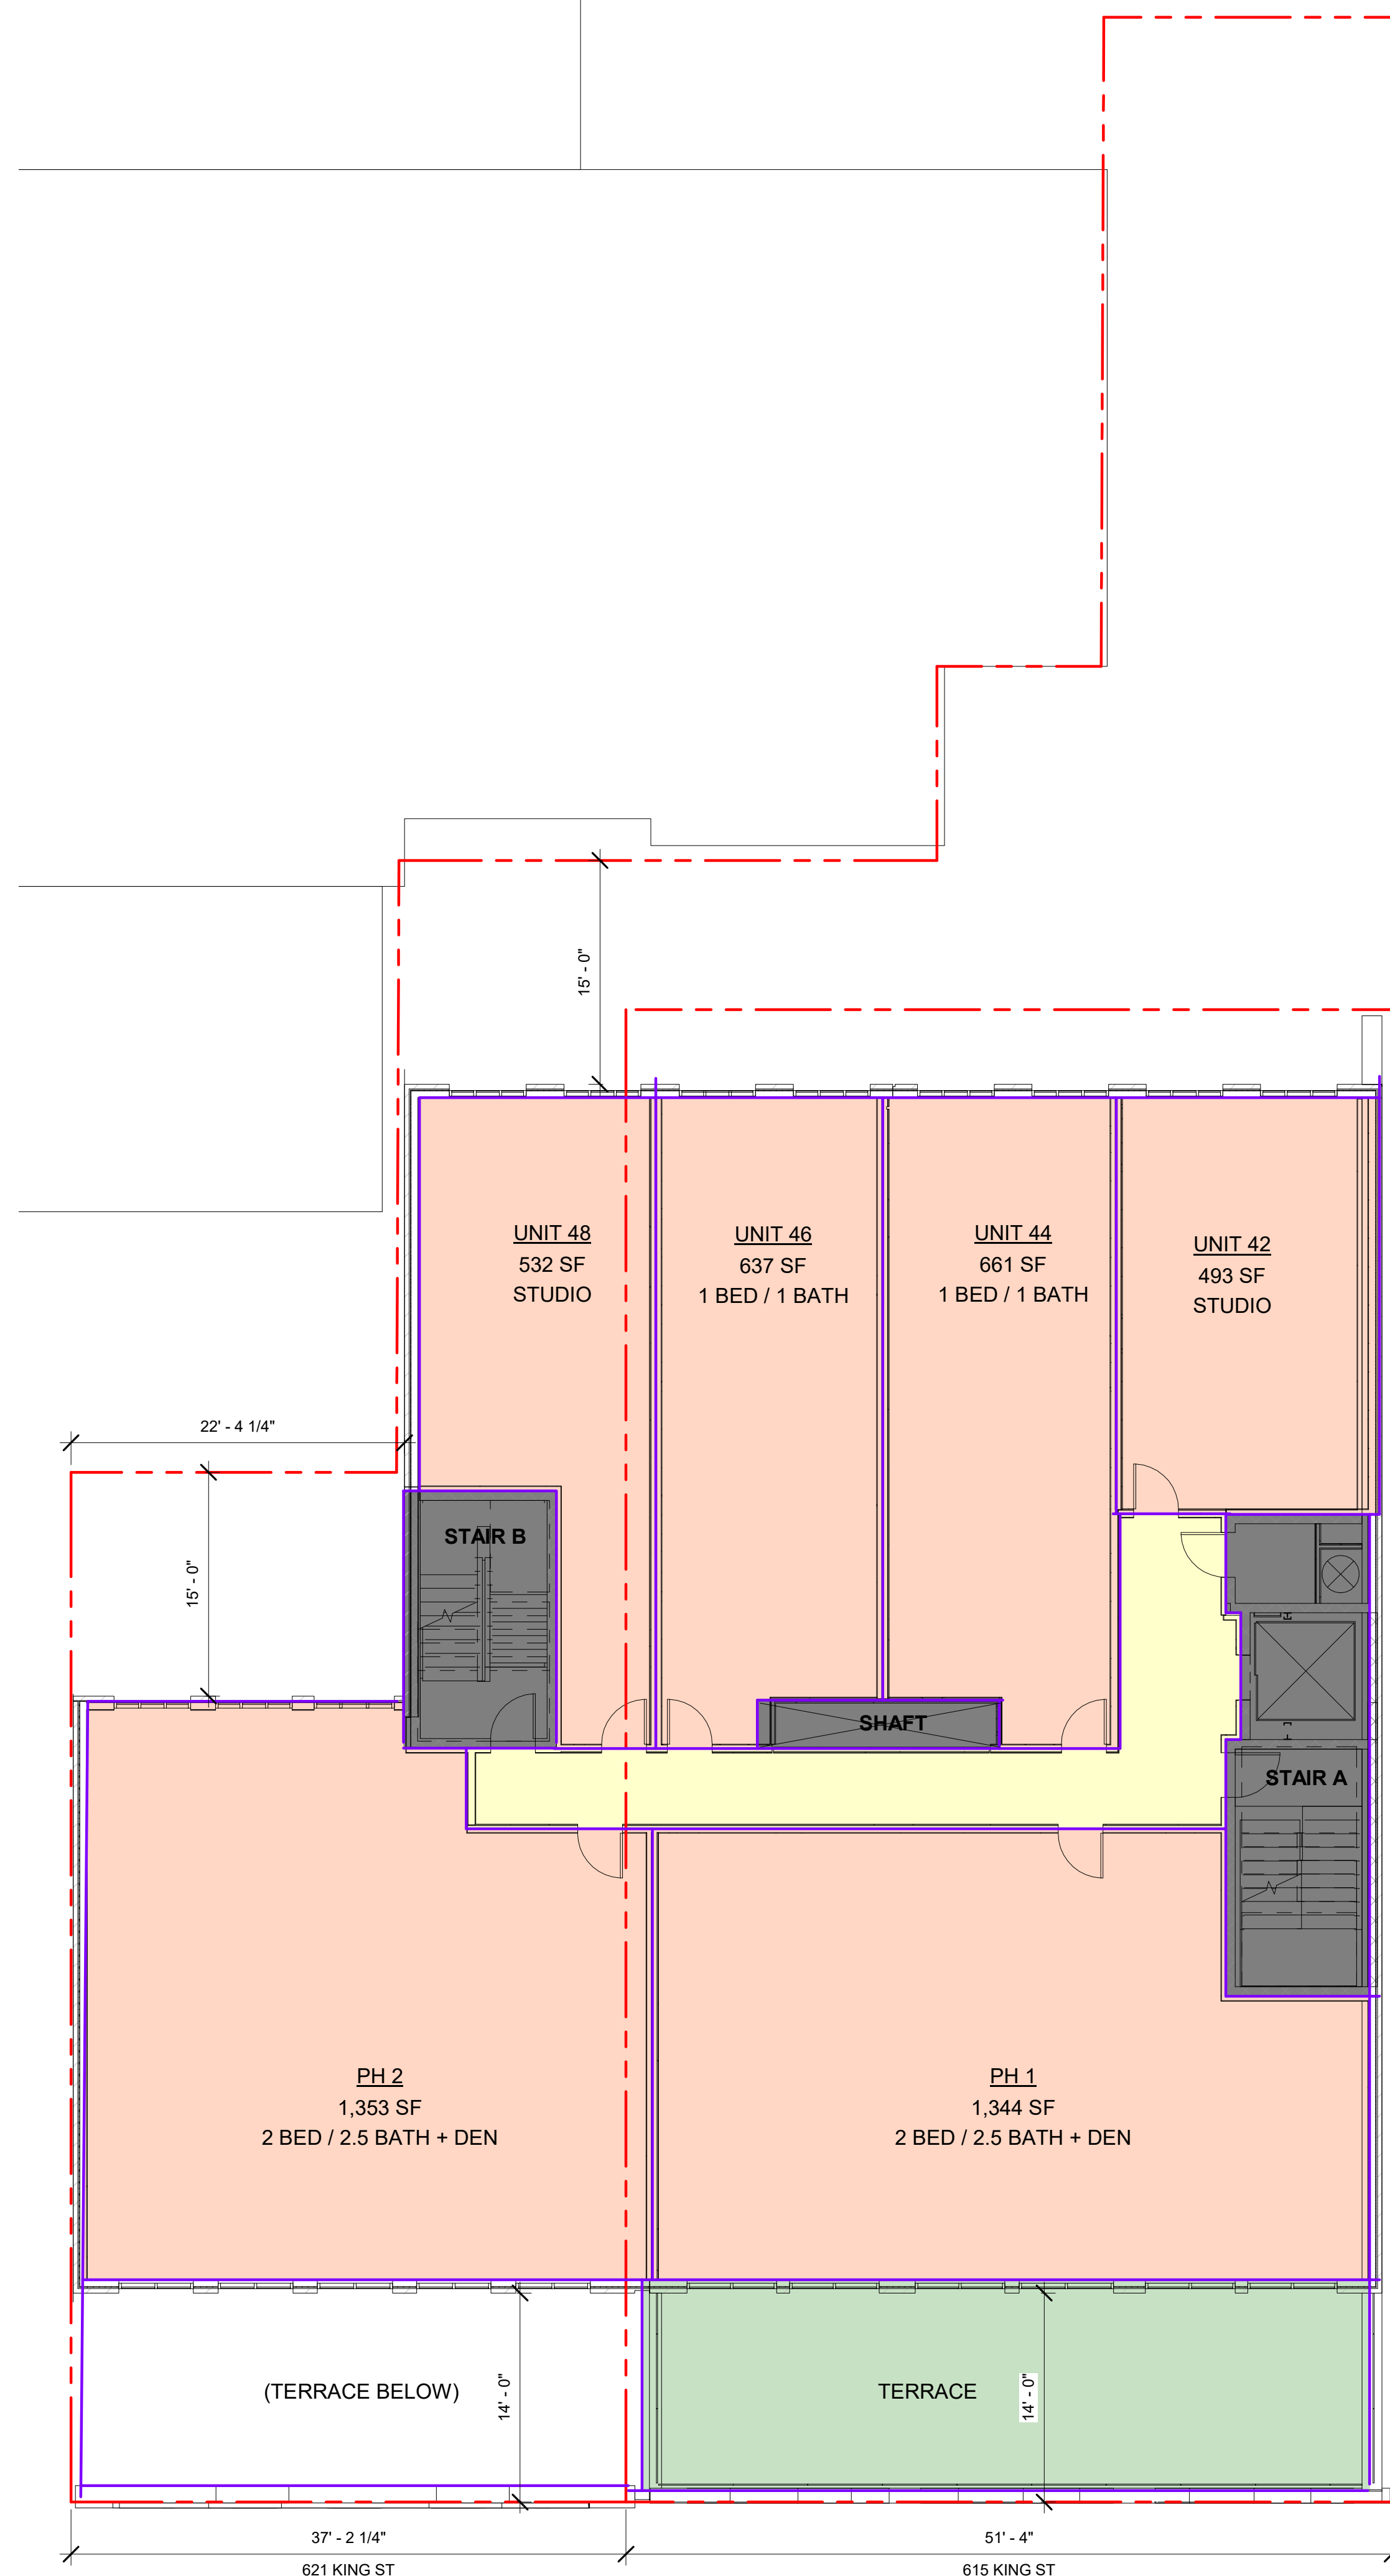 15' - 0"
UNIT 48
532 SF
STUDIO
UNIT 46
637 SF
1 BED / 1 BATH
UNIT 44
661 SF
1 BED / 1 BATH
UNIT 42
493 SF
STUDIO
22' - 4 1/4"
15' - 0"
STAIR B
SHAFT
STAIR A
PH 2
1,353 SF
2 BED / 2.5 BATH + DEN
PH 1
1,344 SF
2 BED / 2.5 BATH + DEN
(TERRACE BELOW)
14' - 0"
TERRACE
14' - 0"
37' - 2 1/4"
621 KING ST
51' - 4"
615 KING ST